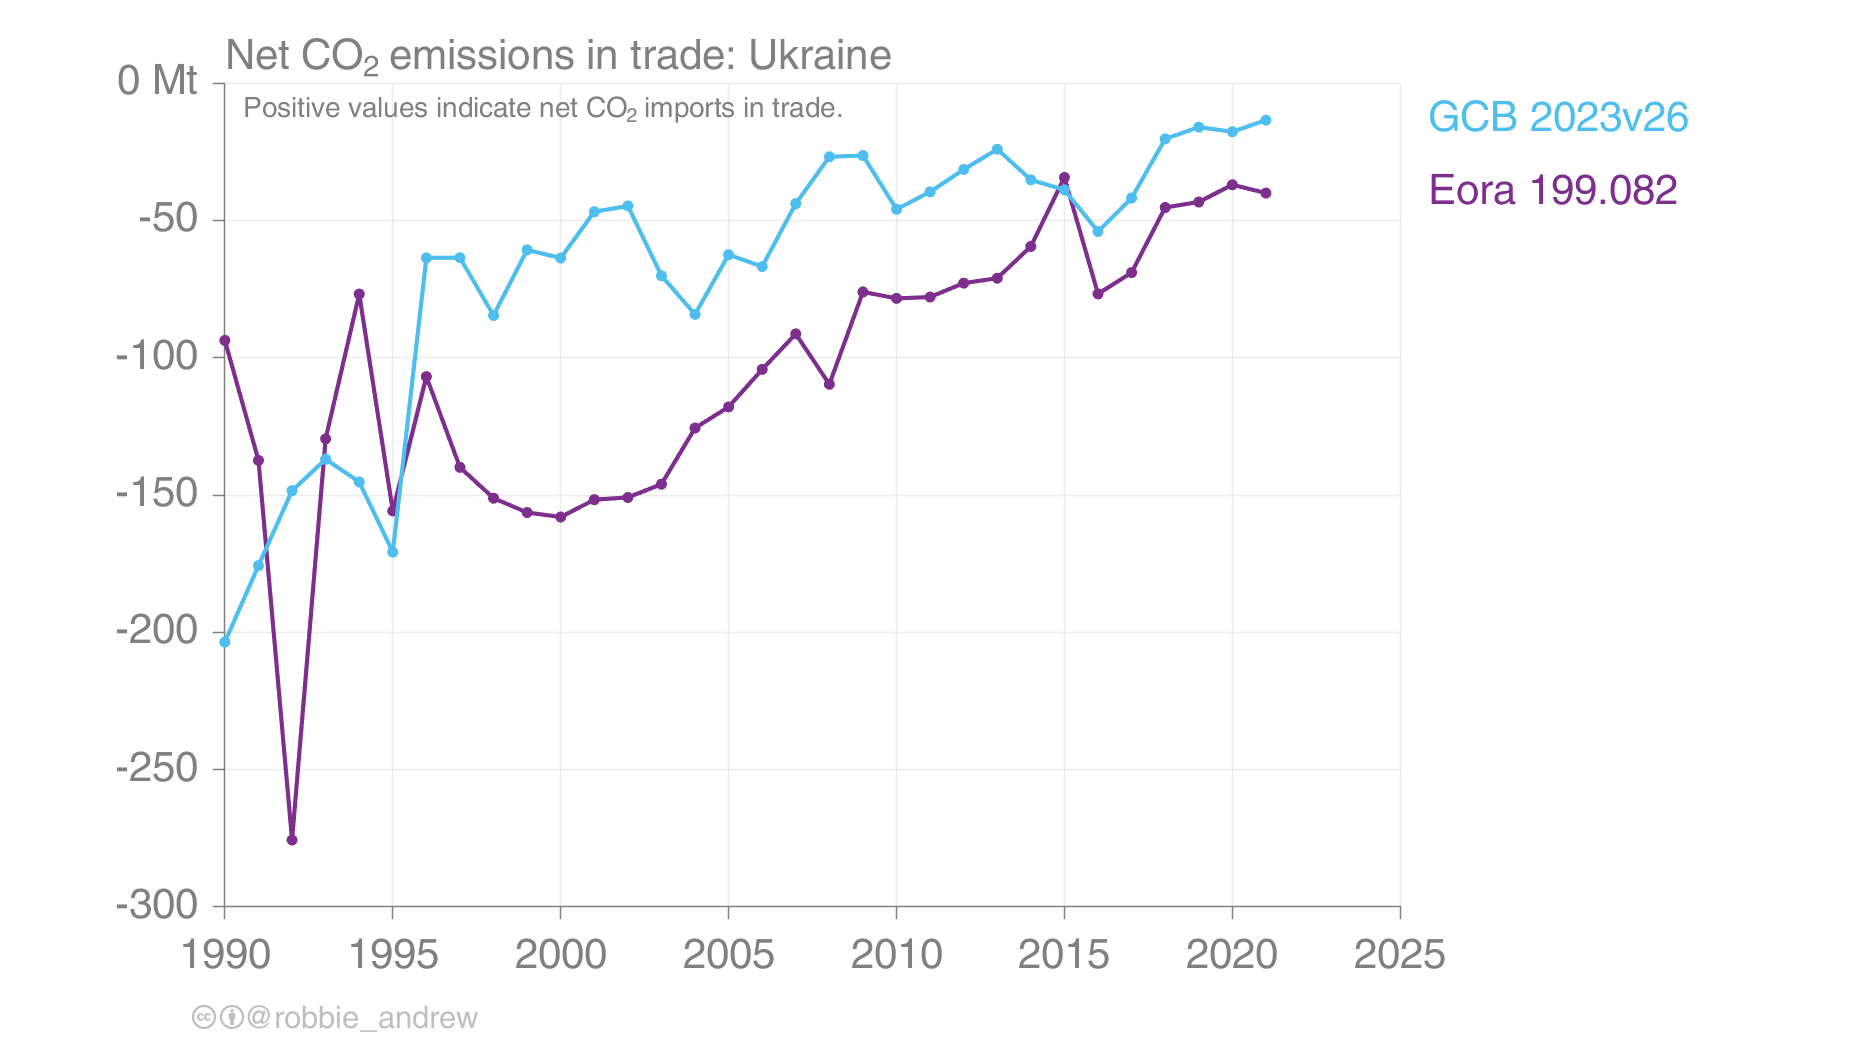 Net CO₂ emissions in trade: Ukraine
Positive values indicate net CO₂ imports in trade.
0 Mt
-50
-100
-150
-200
-250
-300
1990 1995 2000 2005 2010 2015 2020 2025
GCB 2023v26
Eora 199.082
cc @robbie_andrew